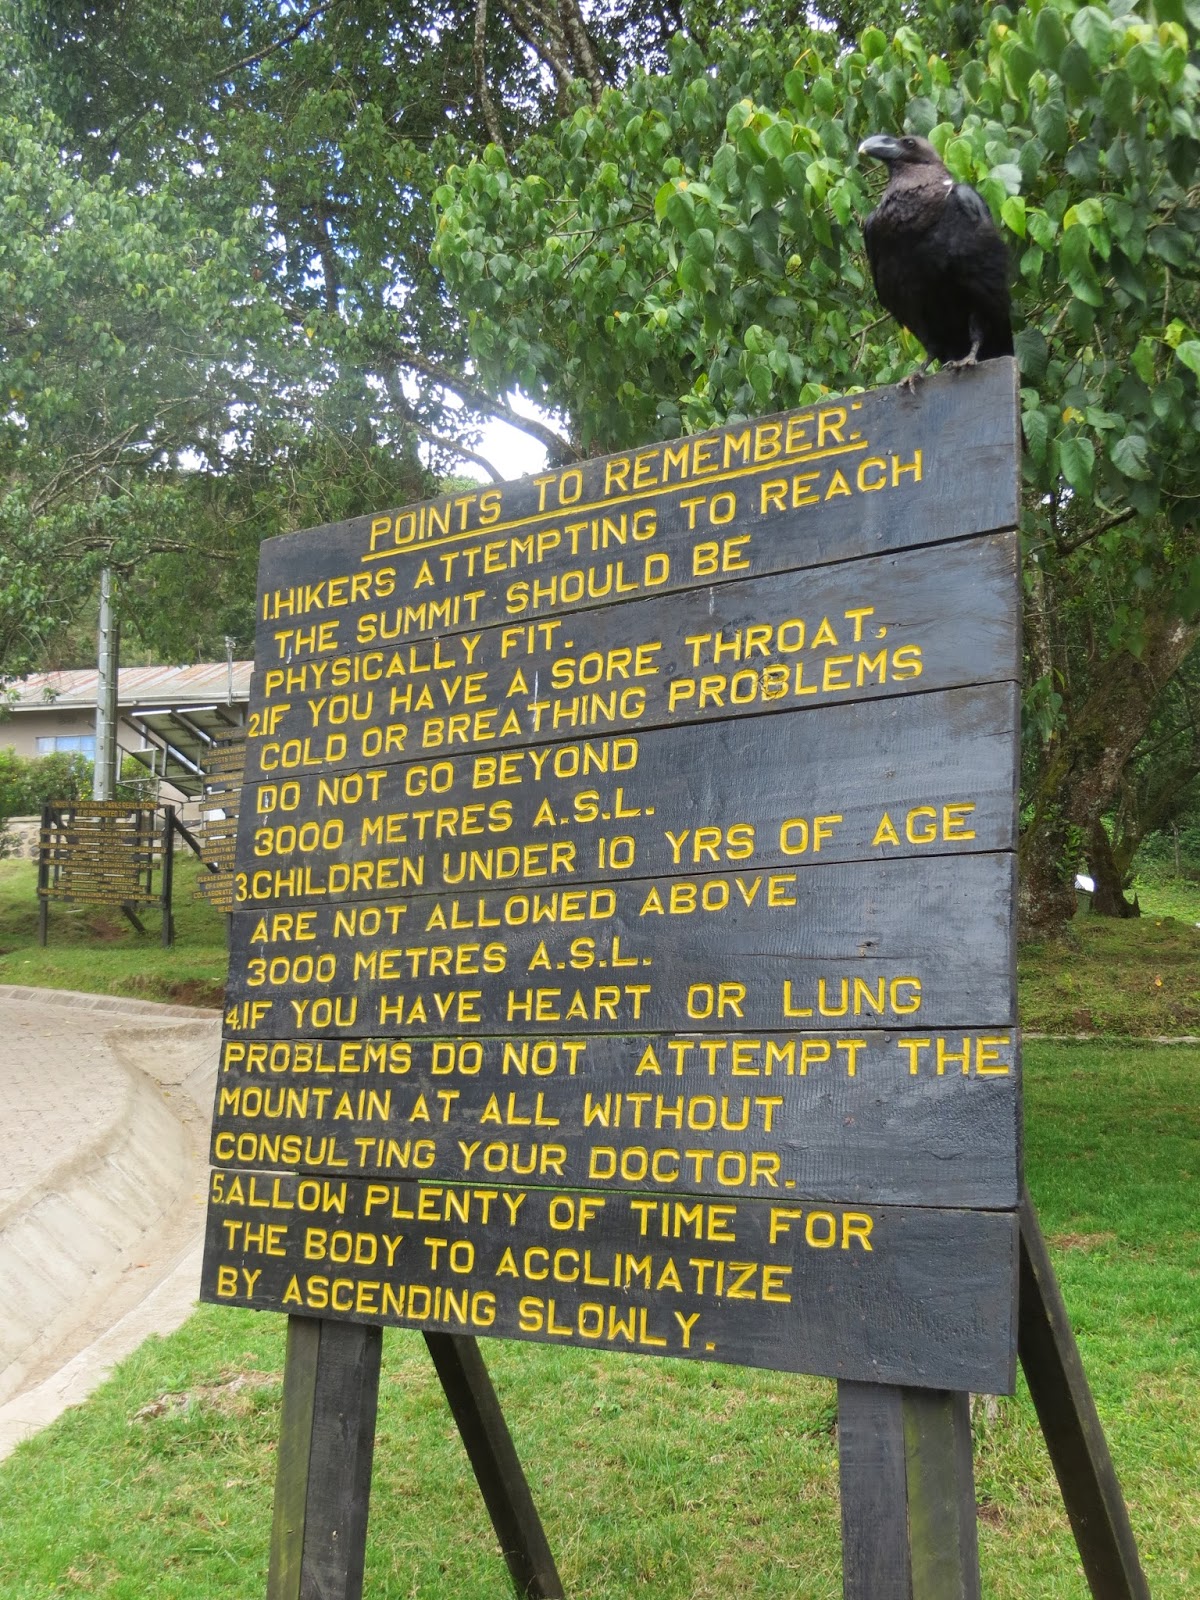 POINTS TO REMEMBER:
1.HIKERS ATTEMPTING TO REACH
THE SUMMIT SHOULD BE
PHYSICALLY FIT.
2.IF YOU HAVE A SORE THROAT,
COLD OR BREATHING PROBLEMS
DO NOT GO BEYOND
3000 METRES A.S.L.
3.CHILDREN UNDER 10 YRS OF AGE
ARE NOT ALLOWED ABOVE
3000 METRES A.S.L.
4.IF YOU HAVE HEART OR LUNG
PROBLEMS DO NOT ATTEMPT THE
MOUNTAIN AT ALL WITHOUT
CONSULTING YOUR DOCTOR.
5.ALLOW PLENTY OF TIME FOR
THE BODY TO ACCLIMATIZE
BY ASCENDING SLOWLY.